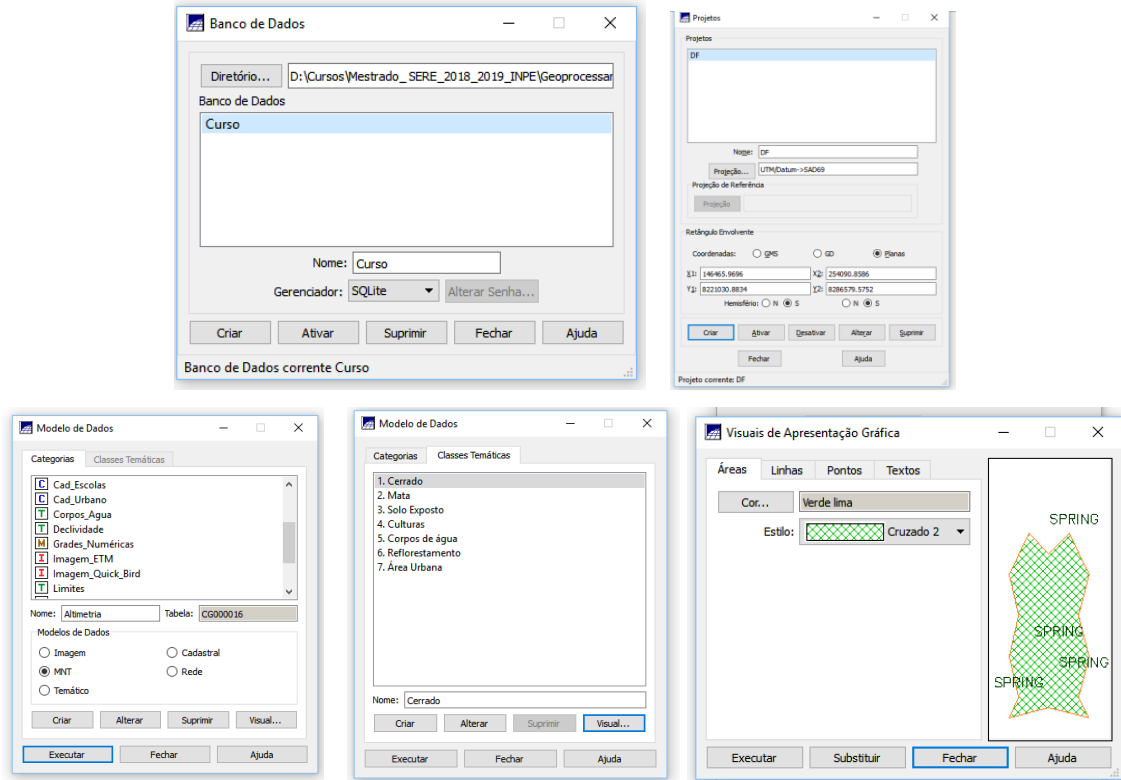 Banco de Dados
Diretório... D:\Cursos\Mestrado_SERE_2018_2019_INPE\Geoprocessar
Banco de Dados
Curso
Nome: Curso
Gerenciador: SQLite Alterar Senha...
Criar Ativar Suprimir Fechar Ajuda
Banco de Dados corrente Curso
Projetos
Projetos
DF
Nome: DF
Projeção... UTM/Datum->SAD69
Projeção de Referência
Projeção
Retângulo Envolvente
Coordenadas: GMS GD Planas
X1: 146465.9696 X2: 254090.8586
Y1: 8221030.8834 Y2: 8286579.5752
Hemisfério: N S N S
Criar Ativar Desativar Alterar Suprimir
Fechar Ajuda
Projeto corrente: DF
Modelo de Dados
Categorias Classes Temáticas
C Cad_Escolas
C Cad_Urbano
T Corpos_Agua
T Declividade
M Grades_Numéricas
I Imagem_ETM
I Imagem_Quick_Bird
T Limites
Nome: Altimetria Tabela: CG000016
Modelos de Dados
Imagem Cadastral
MNT Rede
Temático
Criar Alterar Suprimir Visual...
Executar Fechar Ajuda
Modelo de Dados
Categorias Classes Temáticas
1. Cerrado
2. Mata
3. Solo Exposto
4. Culturas
5. Corpos de água
6. Reflorestamento
7. Área Urbana
Nome: Cerrado
Criar Alterar Suprimir Visual...
Executar Fechar Ajuda
Visuais de Apresentação Gráfica
Áreas Linhas Pontos Textos
Cor... Verde lima
Estilo: Cruzado 2
SPRING
SPRING
SPRING
SPRING
Executar Substituir Fechar Ajuda